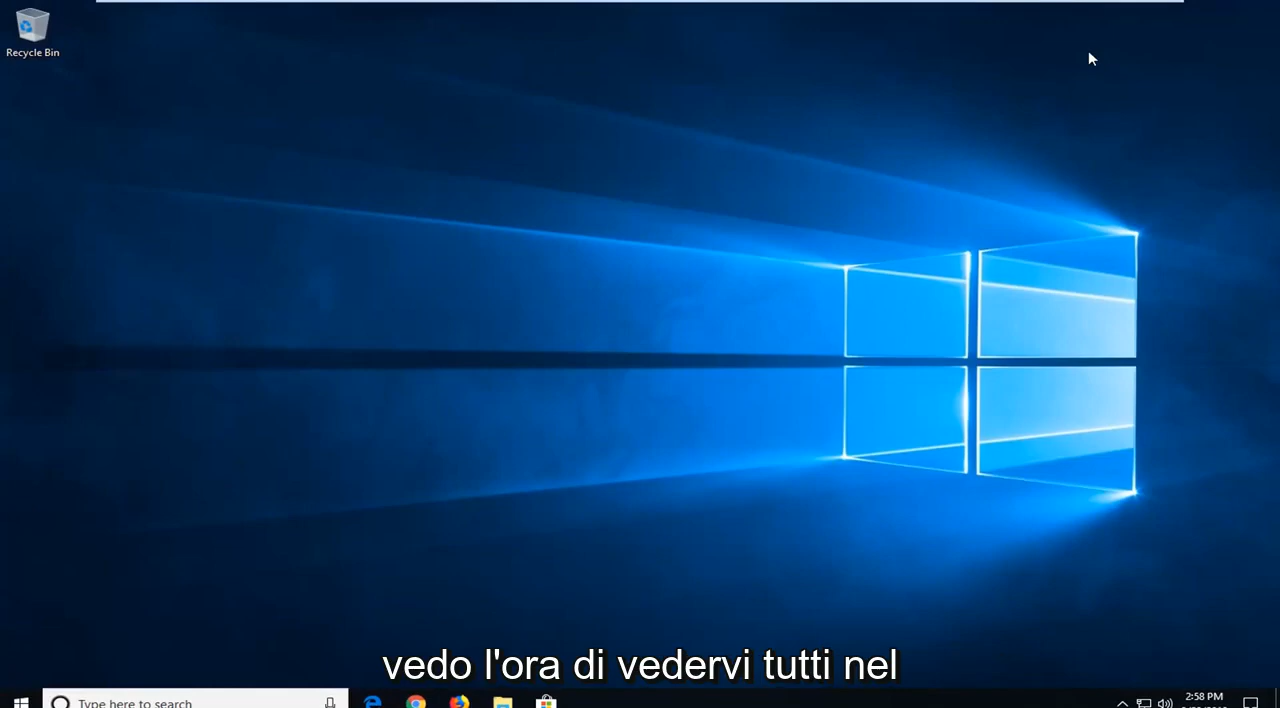 Recycle Bin
vedo l'ora di vedervi tutti nel
Type here to search
2:58 PM